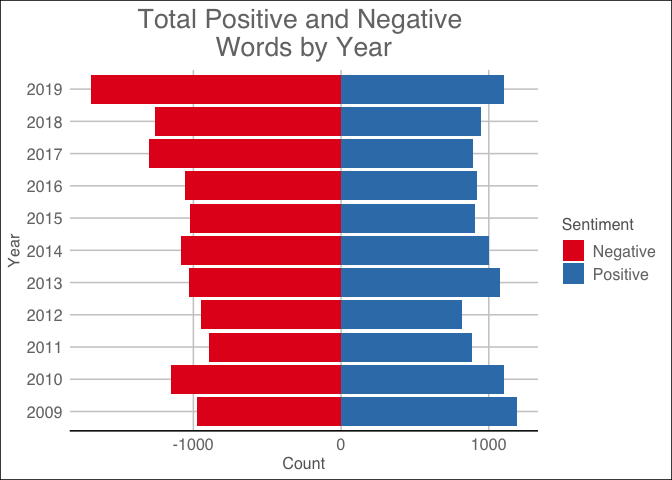 Total Positive and Negative
Words by Year
2019
2018
2017
2016
2015
2014
2013
2012
2011
2010
2009
Year
-1000 0 1000
Count
Sentiment
Negative
Positive